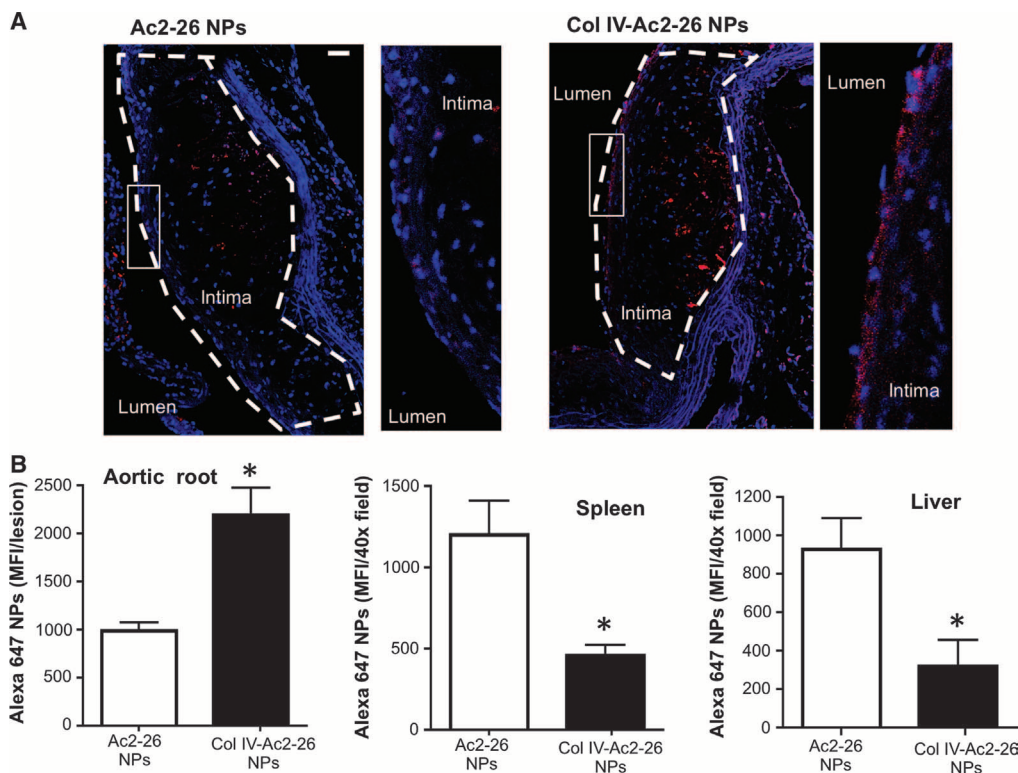 A
Ac2-26 NPs
Col IV-Ac2-26 NPs
Intima
Lumen
Lumen
Intima
Lumen
Lumen
Intima
Intima
B
Aortic root
Alexa 647 NPs (MFI/lesion)
2500
2000
1500
1000
500
0
*
Ac2-26
NPs
Col IV-Ac2-26
NPs
Spleen
Alexa 647 NPs (MFI/40x field)
1500
1000
500
0
*
Ac2-26
NPs
Col IV-Ac2-26
NPs
Liver
Alexa 647 NPs (MFI/40x field)
1200
1000
800
600
400
200
0
*
Ac2-26
NPs
Col IV-Ac2-26
NPs